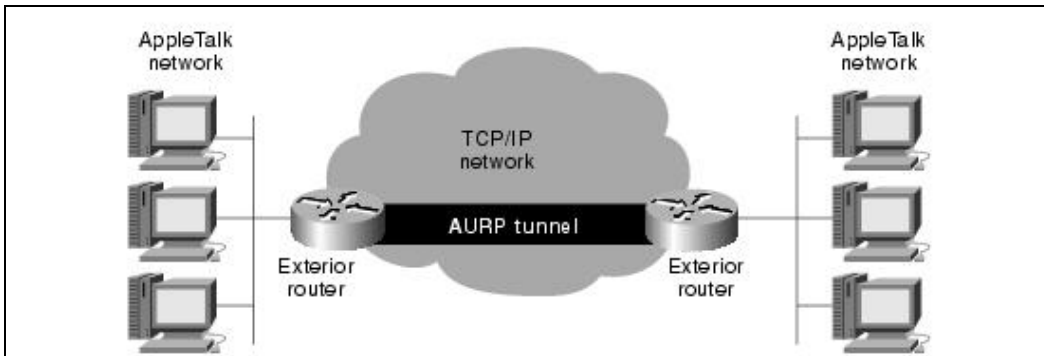 AppleTalk
network
AppleTalk
network
TCP/IP
network
AURP tunnel
Exterior
router
Exterior
router